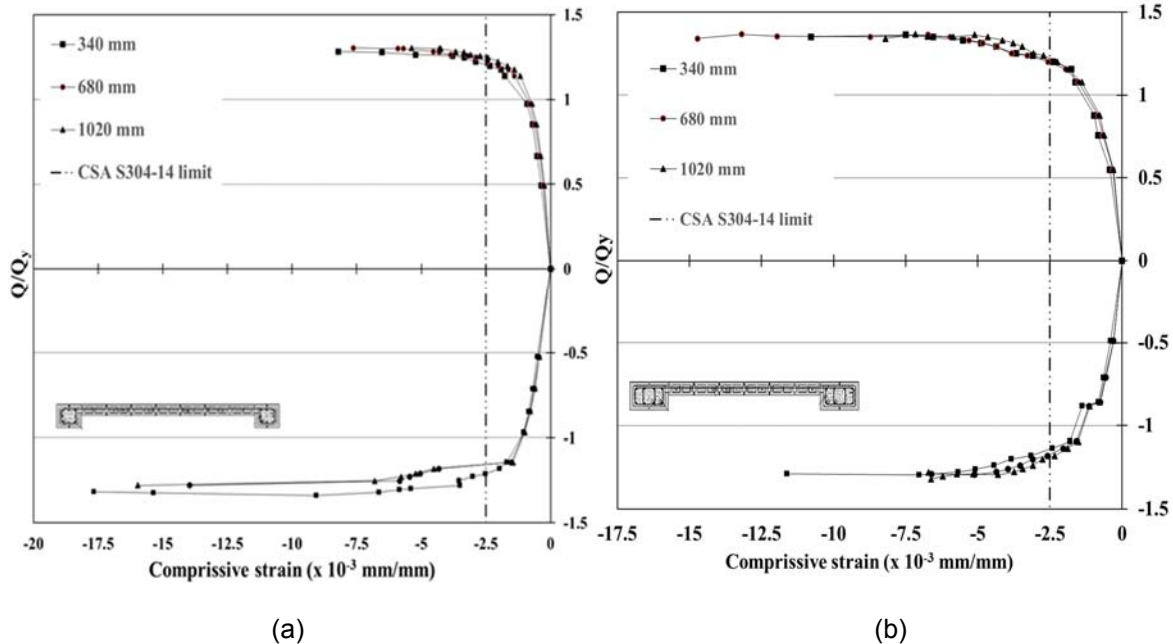 1.5
340 mm
680 mm
1
1020 mm
CSA S304-14 limit
0.5
Q/Qy
0
-0.5
-1
-1.5
-20 -17.5 -15 -12.5 -10 -7.5 -5 -2.5 0
Comprissive strain (x 10-3 mm/mm)
(a)
1.5
340 mm
1
680 mm
1020 mm
0.5
CSA S304-14 limit
Q/Qy
0
-0.5
-1
-1.5
-17.5 -15 -12.5 -10 -7.5 -5 -2.5 0
Comprissive strain (x 10-3 mm/mm)
(b)